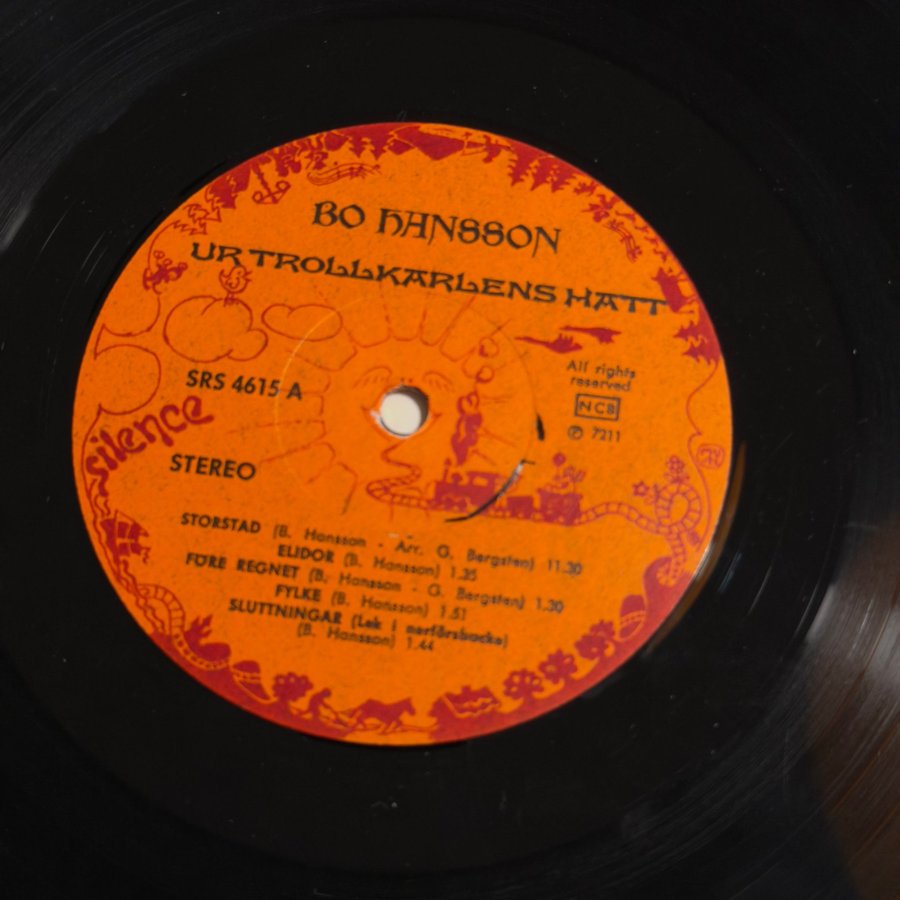 BO HANSSON
UR TROLLKARLENS HATT
All rights
reserved
NCB
SRS 4615 A
℗ 7211
silence
STEREO
STORSTAD (B. Hansson - Arr. G. Bergsten) 11.30
ELIDOR (B. Hansson) 1.35
FÖRE REGNET (B. Hansson - G. Bergsten) 1.30
FYLKE (B. Hansson) 1.51
SLUTTNINGAR (Lek i nerförsbacke)
(B. Hansson) 1.44